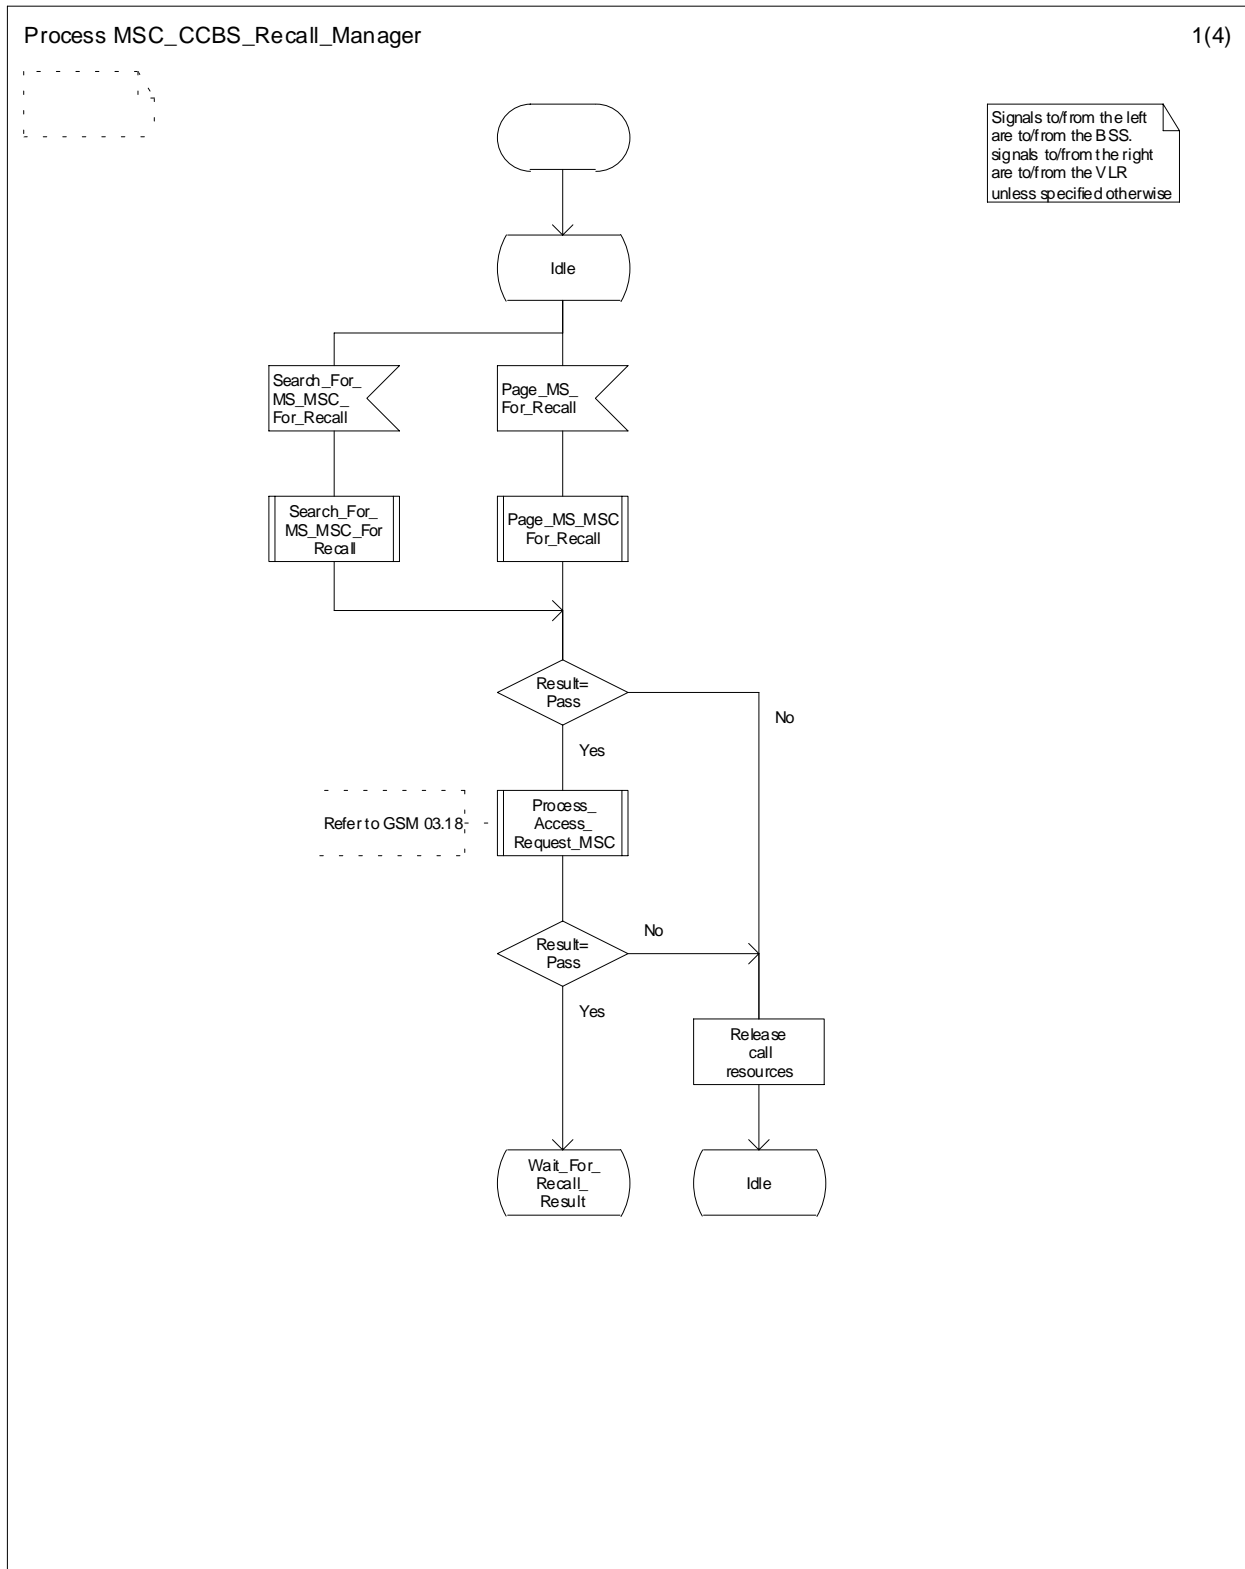 Process MSC_CCBS_Recall_Manager
1(4)
Signals to/from the left
are to/from the BSS.
signals to/from the right
are to/from the VLR
unless specified otherwise
Idle
Search_For_
MS_MSC_
For_Recall
Page_MS_
For_Recall
Search_For_
MS_MSC_For
Recall
Page_MS_MSC
For_Recall
Result=
Pass
No
Yes
Refer to GSM 03.18
Process_
Access_
Request_MSC
Result=
Pass
No
Yes
Release
call
resources
Wait_For_
Recall_
Result
Idle